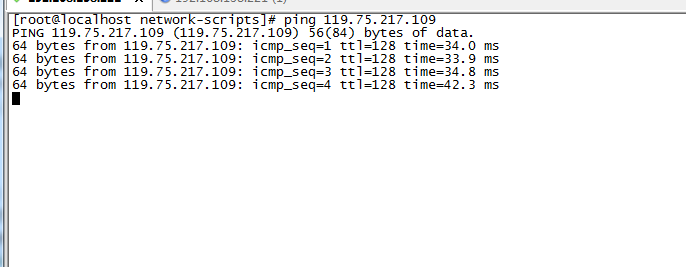 [root@localhost network-scripts]# ping 119.75.217.109
PING 119.75.217.109 (119.75.217.109) 56(84) bytes of data.
64 bytes from 119.75.217.109: icmp_seq=1 ttl=128 time=34.0 ms
64 bytes from 119.75.217.109: icmp_seq=2 ttl=128 time=33.9 ms
64 bytes from 119.75.217.109: icmp_seq=3 ttl=128 time=34.8 ms
64 bytes from 119.75.217.109: icmp_seq=4 ttl=128 time=42.3 ms